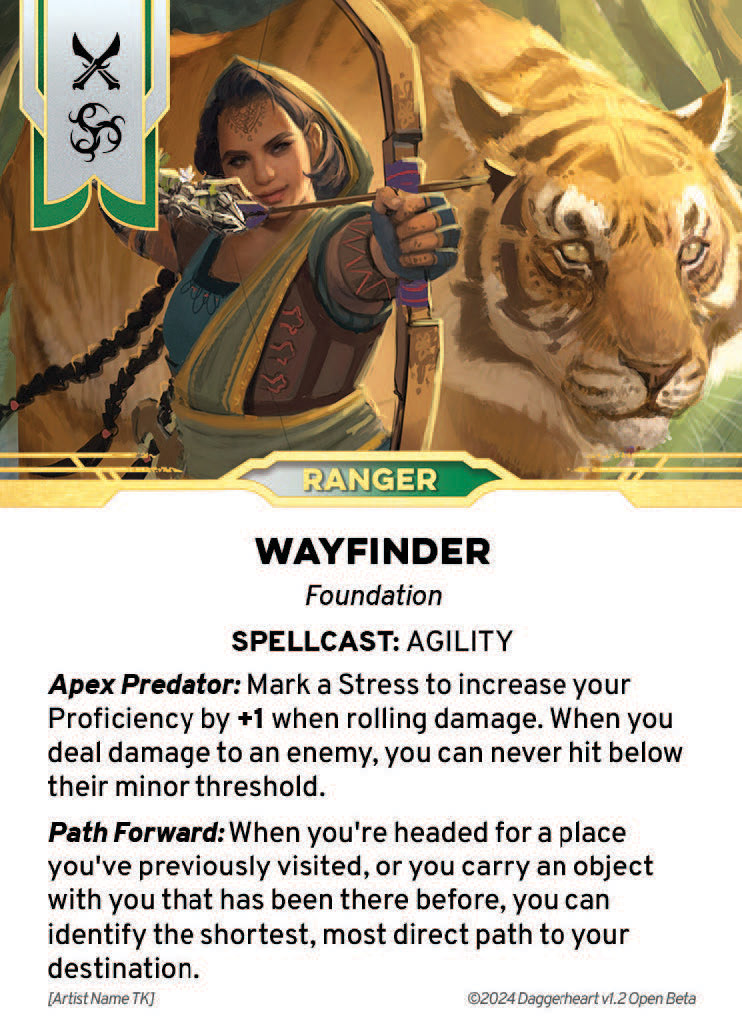 RANGER
WAYFINDER
Foundation
SPELLCAST: AGILITY
Apex Predator: Mark a Stress to increase your
Proficiency by +1 when rolling damage. When you
deal damage to an enemy, you can never hit below
their minor threshold.
Path Forward: When you're headed for a place
you've previously visited, or you carry an object
with you that has been there before, you can
identify the shortest, most direct path to your
destination.
[Artist Name TK]
©2024 Daggerheart v1.2 Open Beta